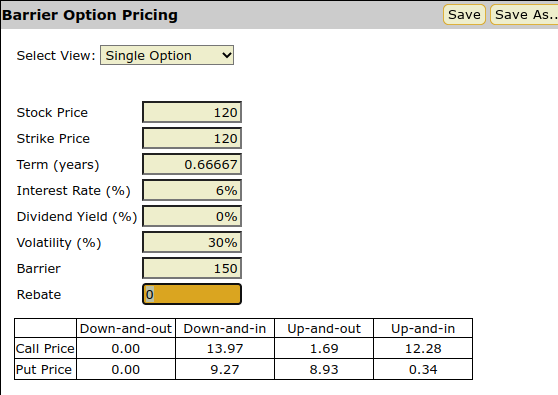 Barrier Option Pricing Save Save As..
Select View: Single Option
Stock Price 120
Strike Price 120
Term (years) 0.66667
Interest Rate (%) 6%
Dividend Yield (%) 0%
Volatility (%) 30%
Barrier 150
Rebate 0
Down-and-out Down-and-in Up-and-out Up-and-in
Call Price 0.00 13.97 1.69 12.28
Put Price 0.00 9.27 8.93 0.34